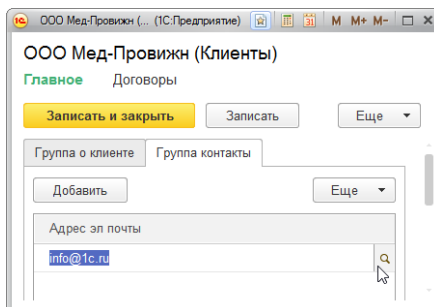 ООО Мед-Провижн (... (1С:Предприятие) 31 M M+ M-
ООО Мед-Провижн (Клиенты)
Главное Договоры
Записать и закрыть Записать Еще
Группа о клиенте Группа контакты
Добавить Еще
Адрес эл почты
info@1c.ru